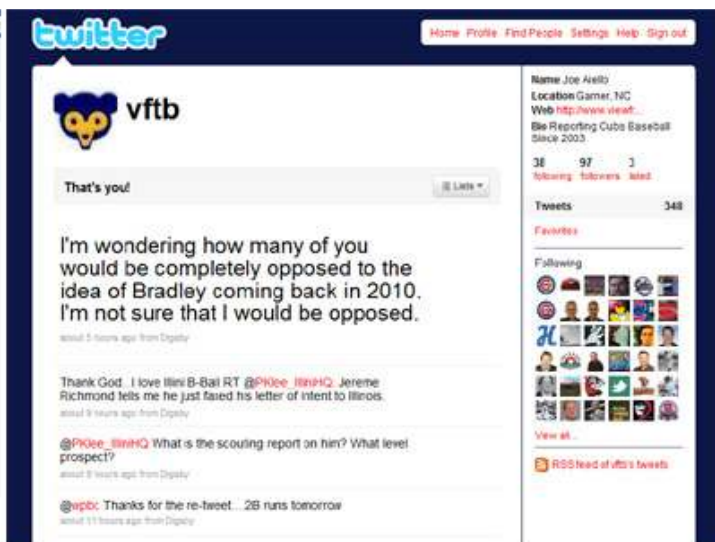 twitter
Home Profile Find People Settings Help Sign out
vftb
That's you!
Lists
I'm wondering how many of you
would be completely opposed to the
idea of Bradley coming back in 2010.
I'm not sure that I would be opposed.
about 5 hours ago from Digsby
Thank God...I love Illini B-Ball RT @PKlee_IlliniHQ: Jereme
Richmond tells me he just faxed his letter of intent to Illinois.
about 9 hours ago from Digsby
@PKlee_IlliniHQ What is the scouting report on him? What level
prospect?
about 9 hours ago from Digsby
@wpbc Thanks for the re-tweet... 2B runs tomorrow
about 11 hours ago from Digsby
Name Joe Aiello
Location Garner, NC
Web http://www.viewfr...
Bio Reporting Cubs Baseball
Since 2003
38 97 3
following followers listed
Tweets 348
Favorites
Following
View all...
RSS feed of vftb's tweets